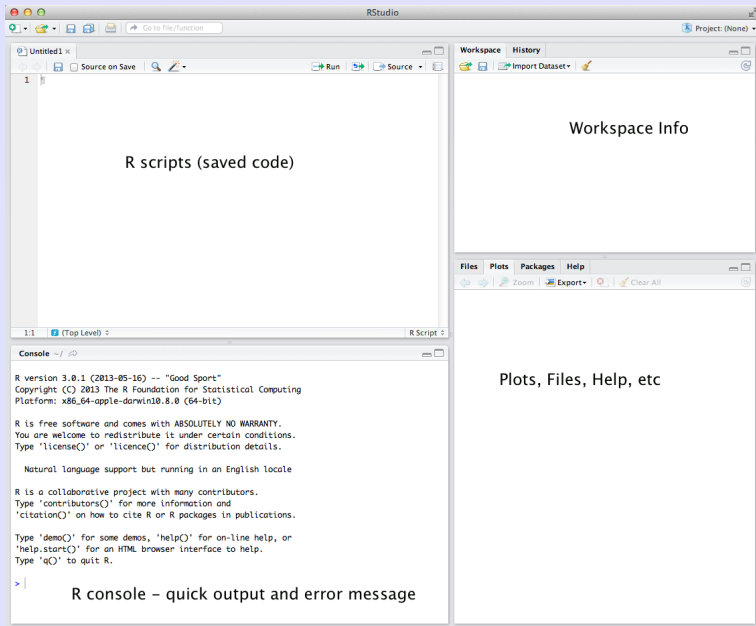 RStudio
Go to file/function
Project: (None)
Untitled1
Source on Save
Run
Source
1
R scripts (saved code)
1:1
(Top Level)
R Script
Console ~/
R version 3.0.1 (2013-05-16) -- "Good Sport"
Copyright (C) 2013 The R Foundation for Statistical Computing
Platform: x86_64-apple-darwin10.8.0 (64-bit)
R is free software and comes with ABSOLUTELY NO WARRANTY.
You are welcome to redistribute it under certain conditions.
Type 'license()' or 'licence()' for distribution details.
Natural language support but running in an English locale
R is a collaborative project with many contributors.
Type 'contributors()' for more information and
'citation()' on how to cite R or R packages in publications.
Type 'demo()' for some demos, 'help()' for on-line help, or
'help.start()' for an HTML browser interface to help.
Type 'q()' to quit R.
>
R console – quick output and error message
Workspace History
Import Dataset
Workspace Info
Files Plots Packages Help
Zoom Export Clear All
Plots, Files, Help, etc